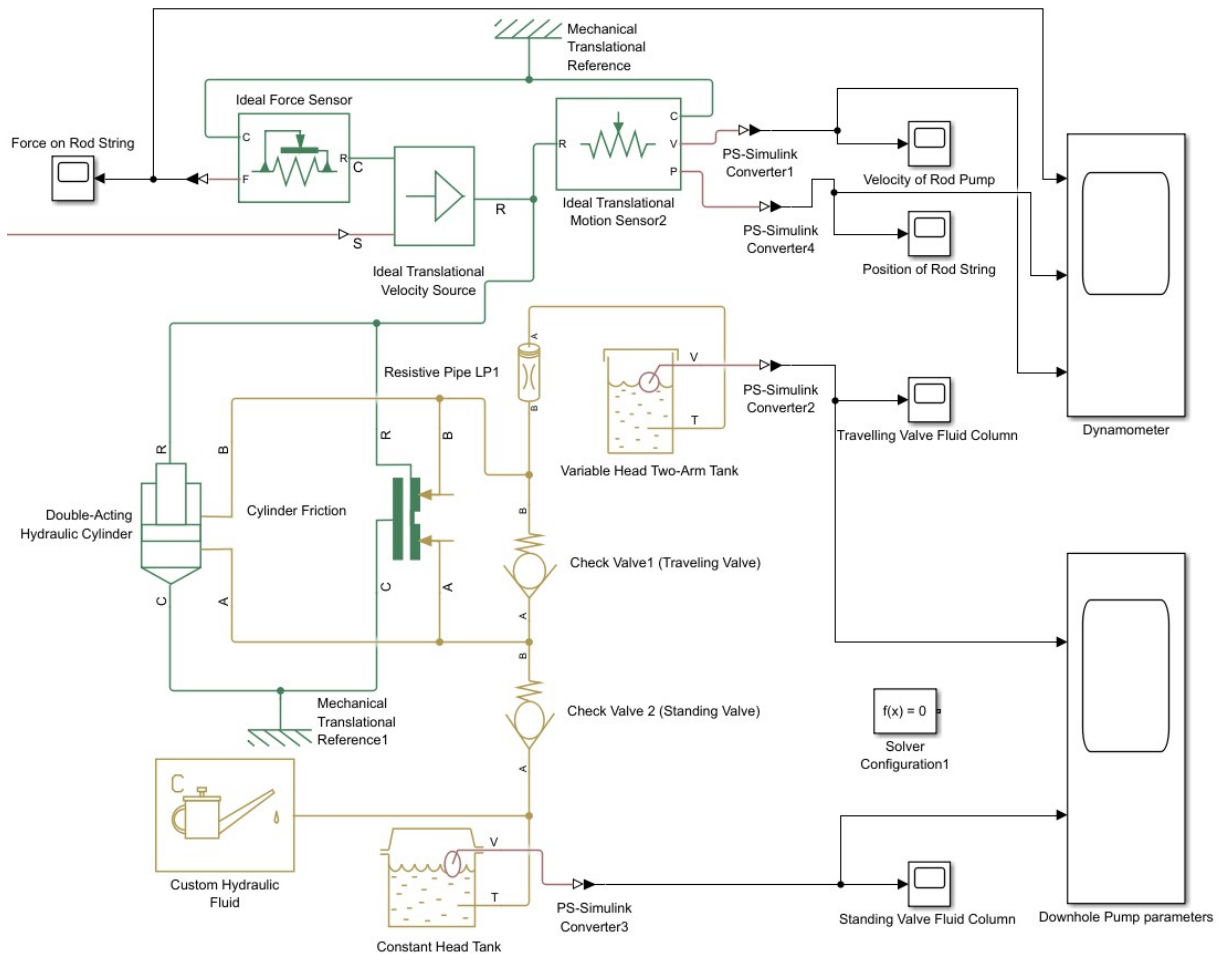 Mechanical
Translational
Reference
Ideal Force Sensor
C
R
F
C
Force on Rod String
S
R
Ideal Translational
Velocity Source
R
C
V
P
Ideal Translational
Motion Sensor2
PS-Simulink
Converter1
Velocity of Rod Pump
PS-Simulink
Converter4
Position of Rod String
Dynamometer
A
Resistive Pipe LP1
B
V
T
Variable Head Two-Arm Tank
PS-Simulink
Converter2
Travelling Valve Fluid Column
R
B
R
B
Double-Acting
Hydraulic Cylinder
Cylinder Friction
C
A
C
A
B
Check Valve1 (Traveling Valve)
A
B
Check Valve 2 (Standing Valve)
A
Mechanical
Translational
Reference1
f(x) = 0
Solver
Configuration1
C
Custom Hydraulic
Fluid
V
T
Constant Head Tank
PS-Simulink
Converter3
Standing Valve Fluid Column
Downhole Pump parameters